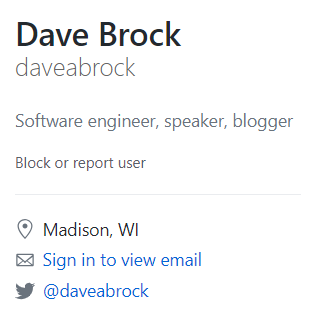 Dave Brock
daveabrock
Software engineer, speaker, blogger
Block or report user
Madison, WI
Sign in to view email
@daveabrock